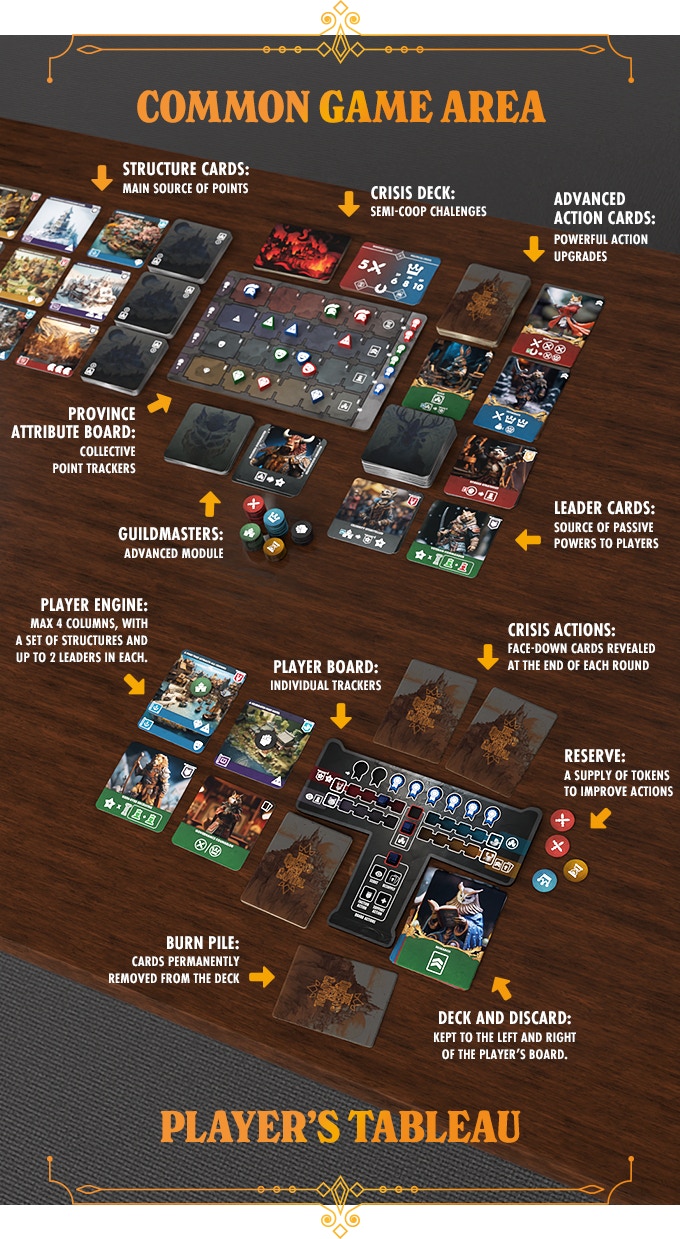 COMMON GAME AREA
STRUCTURE CARDS:
MAIN SOURCE OF POINTS
CRISIS DECK:
SEMI-COOP CHALENGES
ADVANCED
ACTION CARDS:
POWERFUL ACTION
UPGRADES
5
6 8 10
PROVINCE
ATTRIBUTE BOARD:
COLLECTIVE
POINT TRACKERS
GUILDMASTERS:
ADVANCED MODULE
LEADER CARDS:
SOURCE OF PASSIVE
POWERS TO PLAYERS
PLAYER ENGINE:
MAX 4 COLUMNS, WITH
A SET OF STRUCTURES AND
UP TO 2 LEADERS IN EACH.
PLAYER BOARD:
INDIVIDUAL TRACKERS
CRISIS ACTIONS:
FACE-DOWN CARDS REVEALED
AT THE END OF EACH ROUND
RESERVE:
A SUPPLY OF TOKENS
TO IMPROVE ACTIONS
BURN PILE:
CARDS PERMANENTLY
REMOVED FROM THE DECK
DECK AND DISCARD:
KEPT TO THE LEFT AND RIGHT
OF THE PLAYER'S BOARD.
PLAYER'S TABLEAU